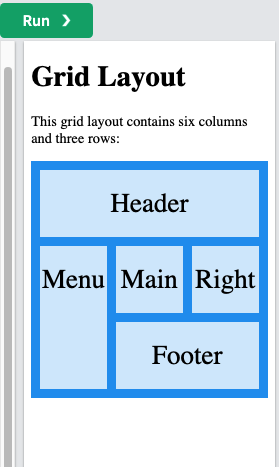 Run ❯
Grid Layout
This grid layout contains six columns
and three rows:
Header
Menu Main Right
Footer